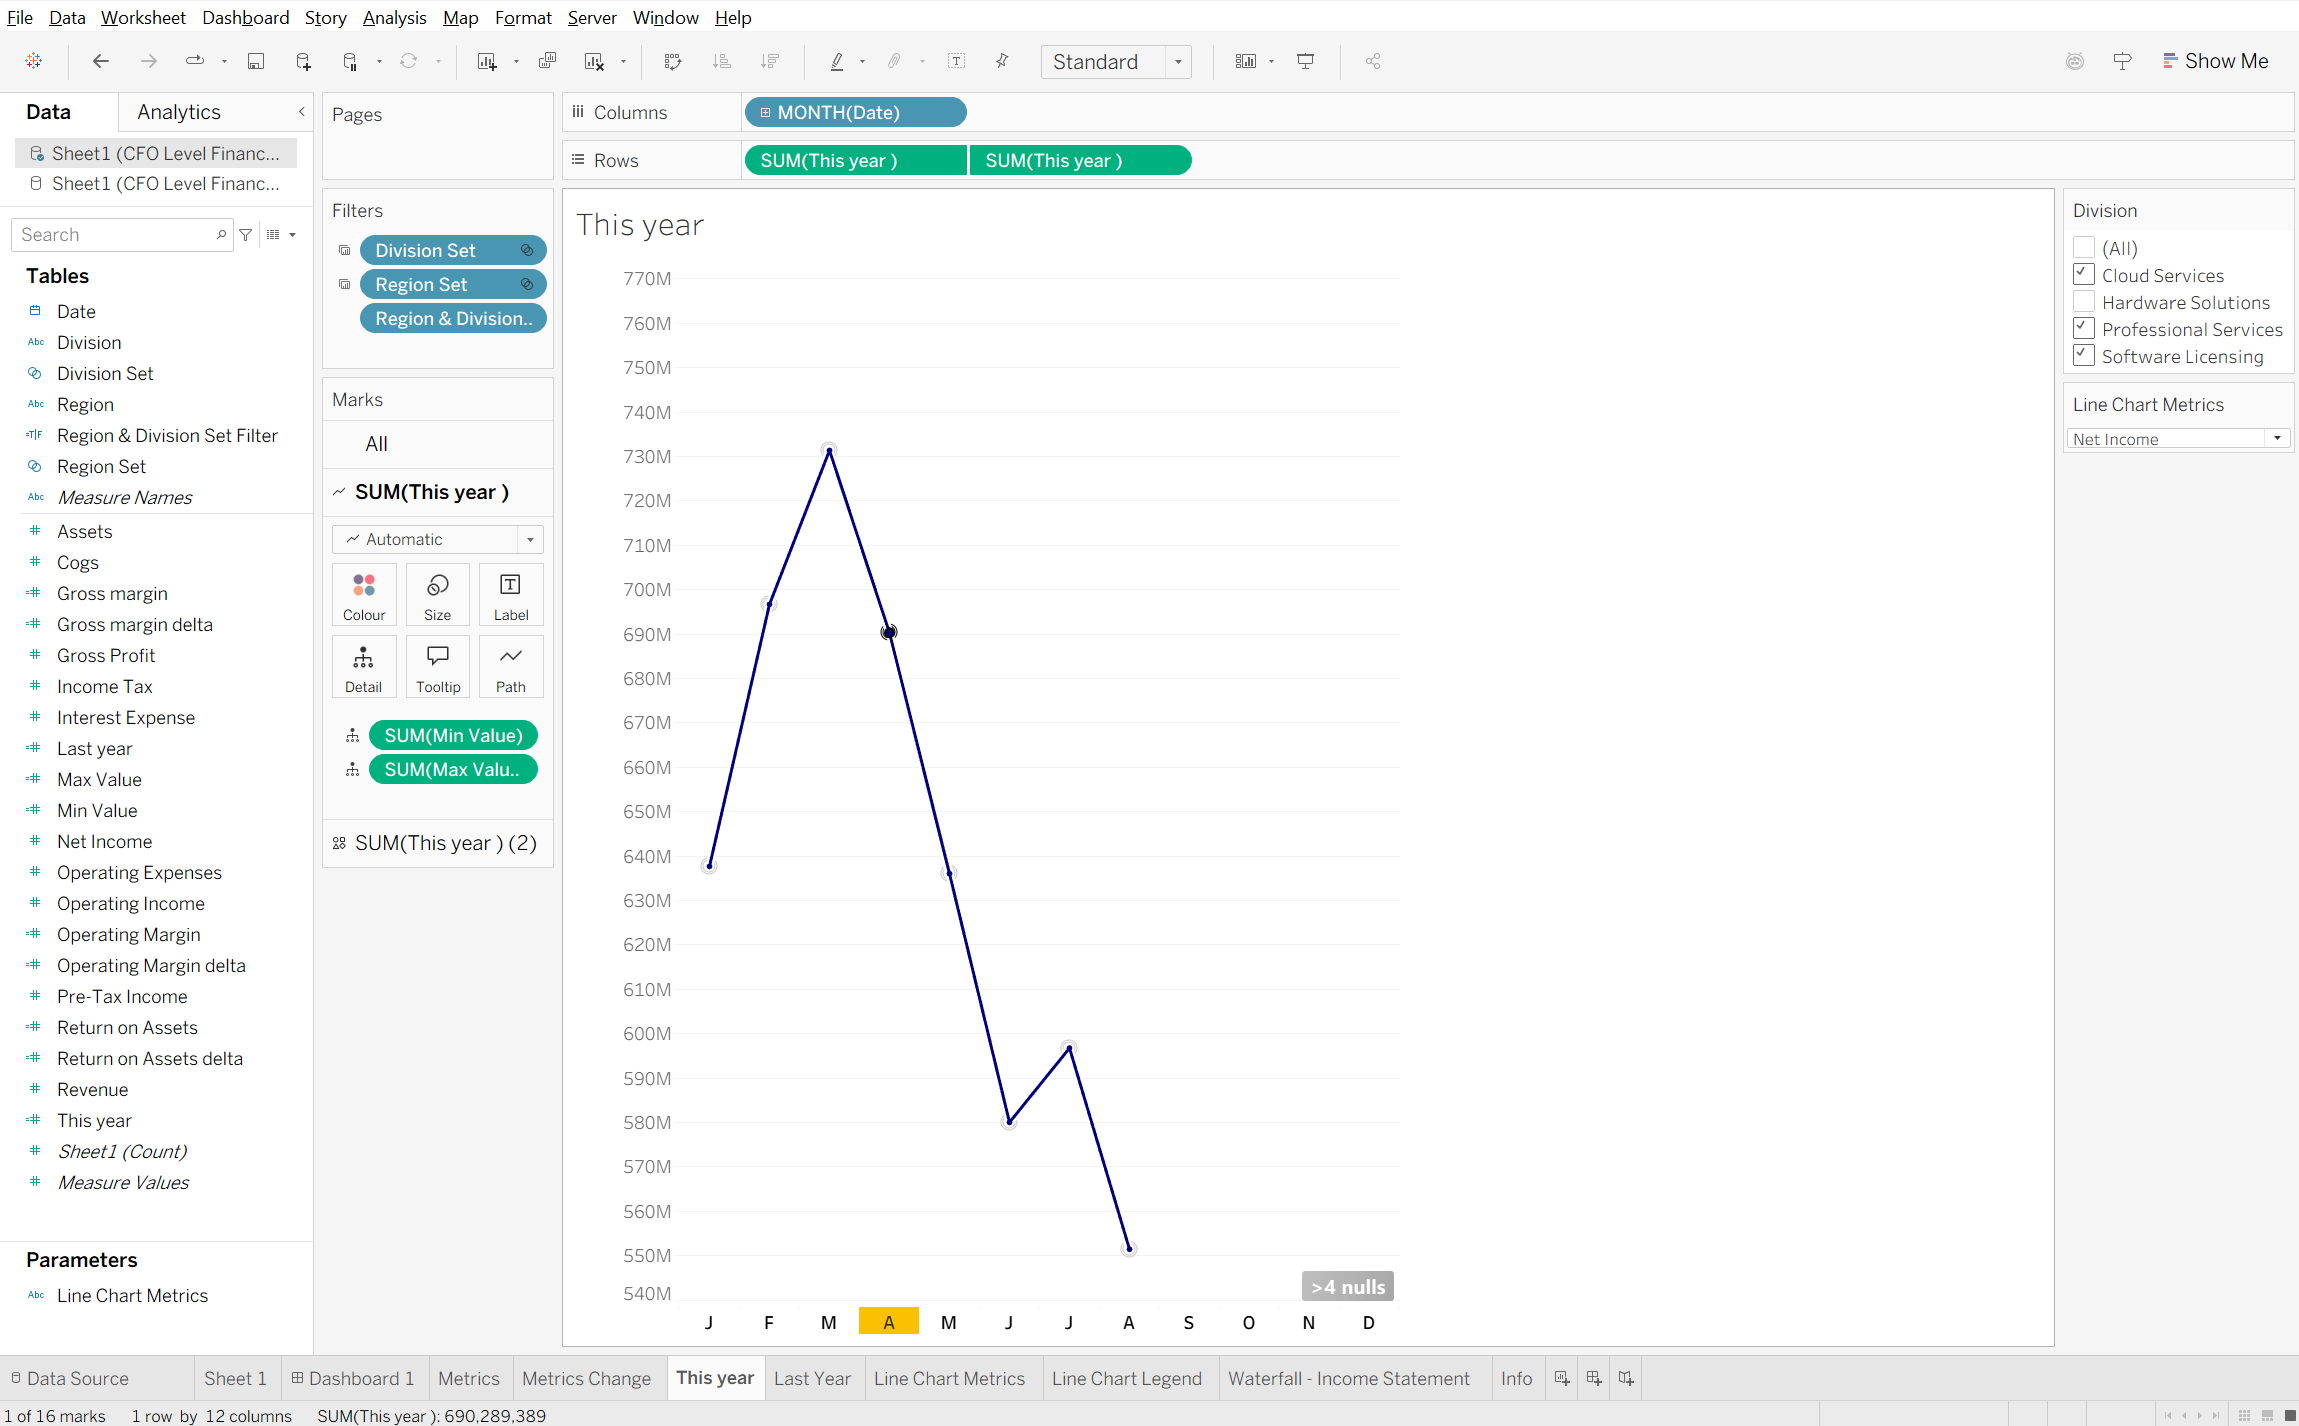 File Data Worksheet Dashboard Story Analysis Map Format Server Window Help
Standard
Show Me
Data Analytics
Sheet1 (CFO Level Financ...
Sheet1 (CFO Level Financ...
Search
Tables
Date
Abc Division
Division Set
Abc Region
=T|F Region & Division Set Filter
Region Set
Abc Measure Names
# Assets
# Cogs
=# Gross margin
=# Gross margin delta
# Gross Profit
# Income Tax
# Interest Expense
=# Last year
=# Max Value
=# Min Value
# Net Income
# Operating Expenses
# Operating Income
=# Operating Margin
=# Operating Margin delta
# Pre-Tax Income
=# Return on Assets
=# Return on Assets delta
# Revenue
=# This year
# Sheet1 (Count)
# Measure Values
Parameters
Abc Line Chart Metrics
Pages
Filters
Division Set
Region Set
Region & Division..
Marks
All
SUM(This year )
Automatic
Colour Size Label
Detail Tooltip Path
SUM(Min Value)
SUM(Max Valu..
SUM(This year ) (2)
Columns MONTH(Date)
Rows SUM(This year ) SUM(This year )
This year
770M
760M
750M
740M
730M
720M
710M
700M
690M
680M
670M
660M
650M
640M
630M
620M
610M
600M
590M
580M
570M
560M
550M
540M
>4 nulls
J F M A M J J A S O N D
Division
(All)
Cloud Services
Hardware Solutions
Professional Services
Software Licensing
Line Chart Metrics
Net Income
Data Source Sheet 1 Dashboard 1 Metrics Metrics Change This year Last Year Line Chart Metrics Line Chart Legend Waterfall - Income Statement Info
1 of 16 marks 1 row by 12 columns SUM(This year ): 690,289,389